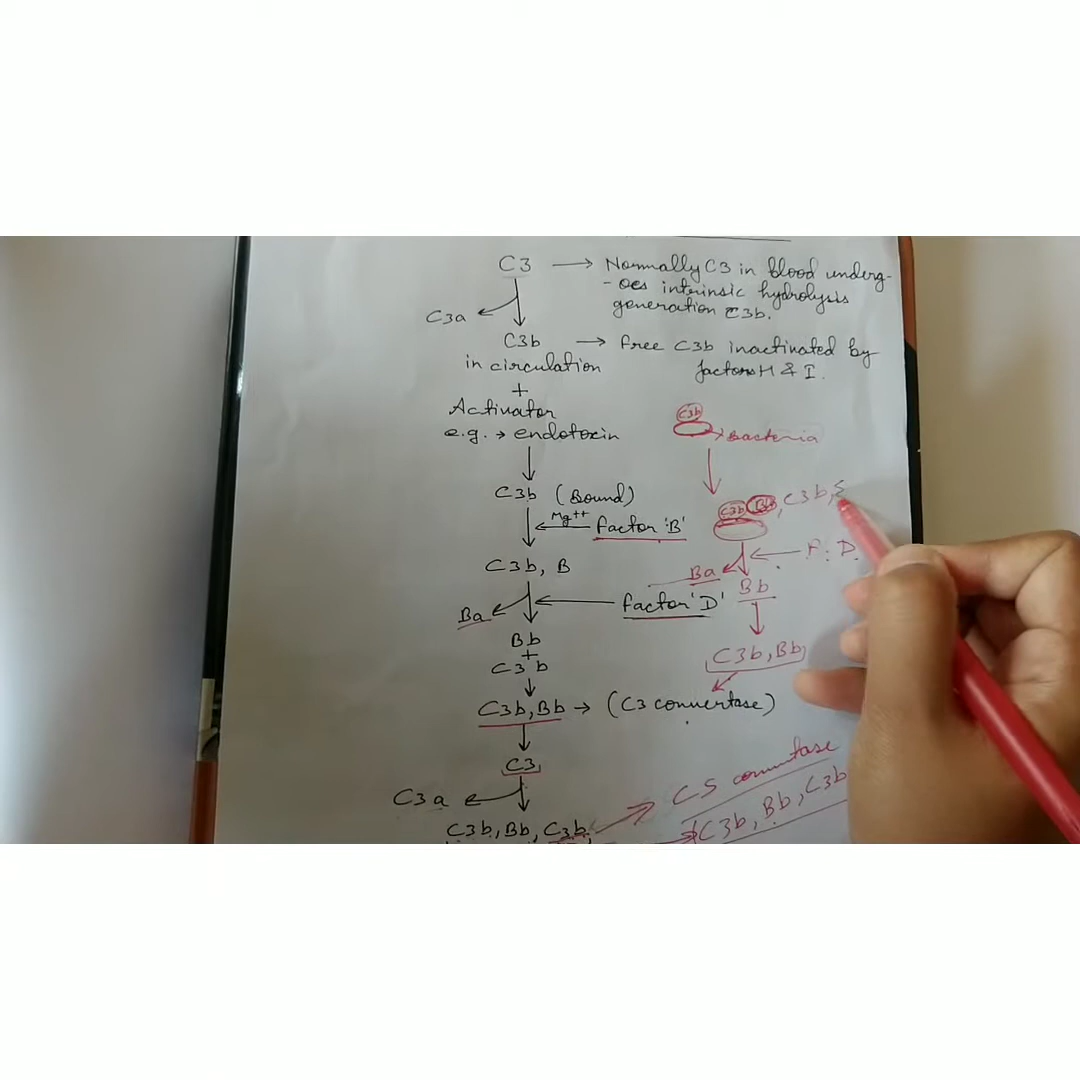 C3 → Normally C3 in blood underg-
- oes intrinsic hydrolysis
generation C3b.
C3a
C3b → free C3b inactivated by
in circulation factors H & I.
+
Activator
e.g. → endotoxin
C3b
→ Bacteria
C3b (Bound)
C3b Bb, C3b, 5
Mg++ factor 'B'
C3b, B
F. D.
Ba
Bb
Ba factor 'D'
Bb
+
C3b
C3b, Bb
C3b, Bb → (C3 convertase)
C3
C3a
C5 convertase
C3b, Bb, C3b
C3b, Bb, C3b,